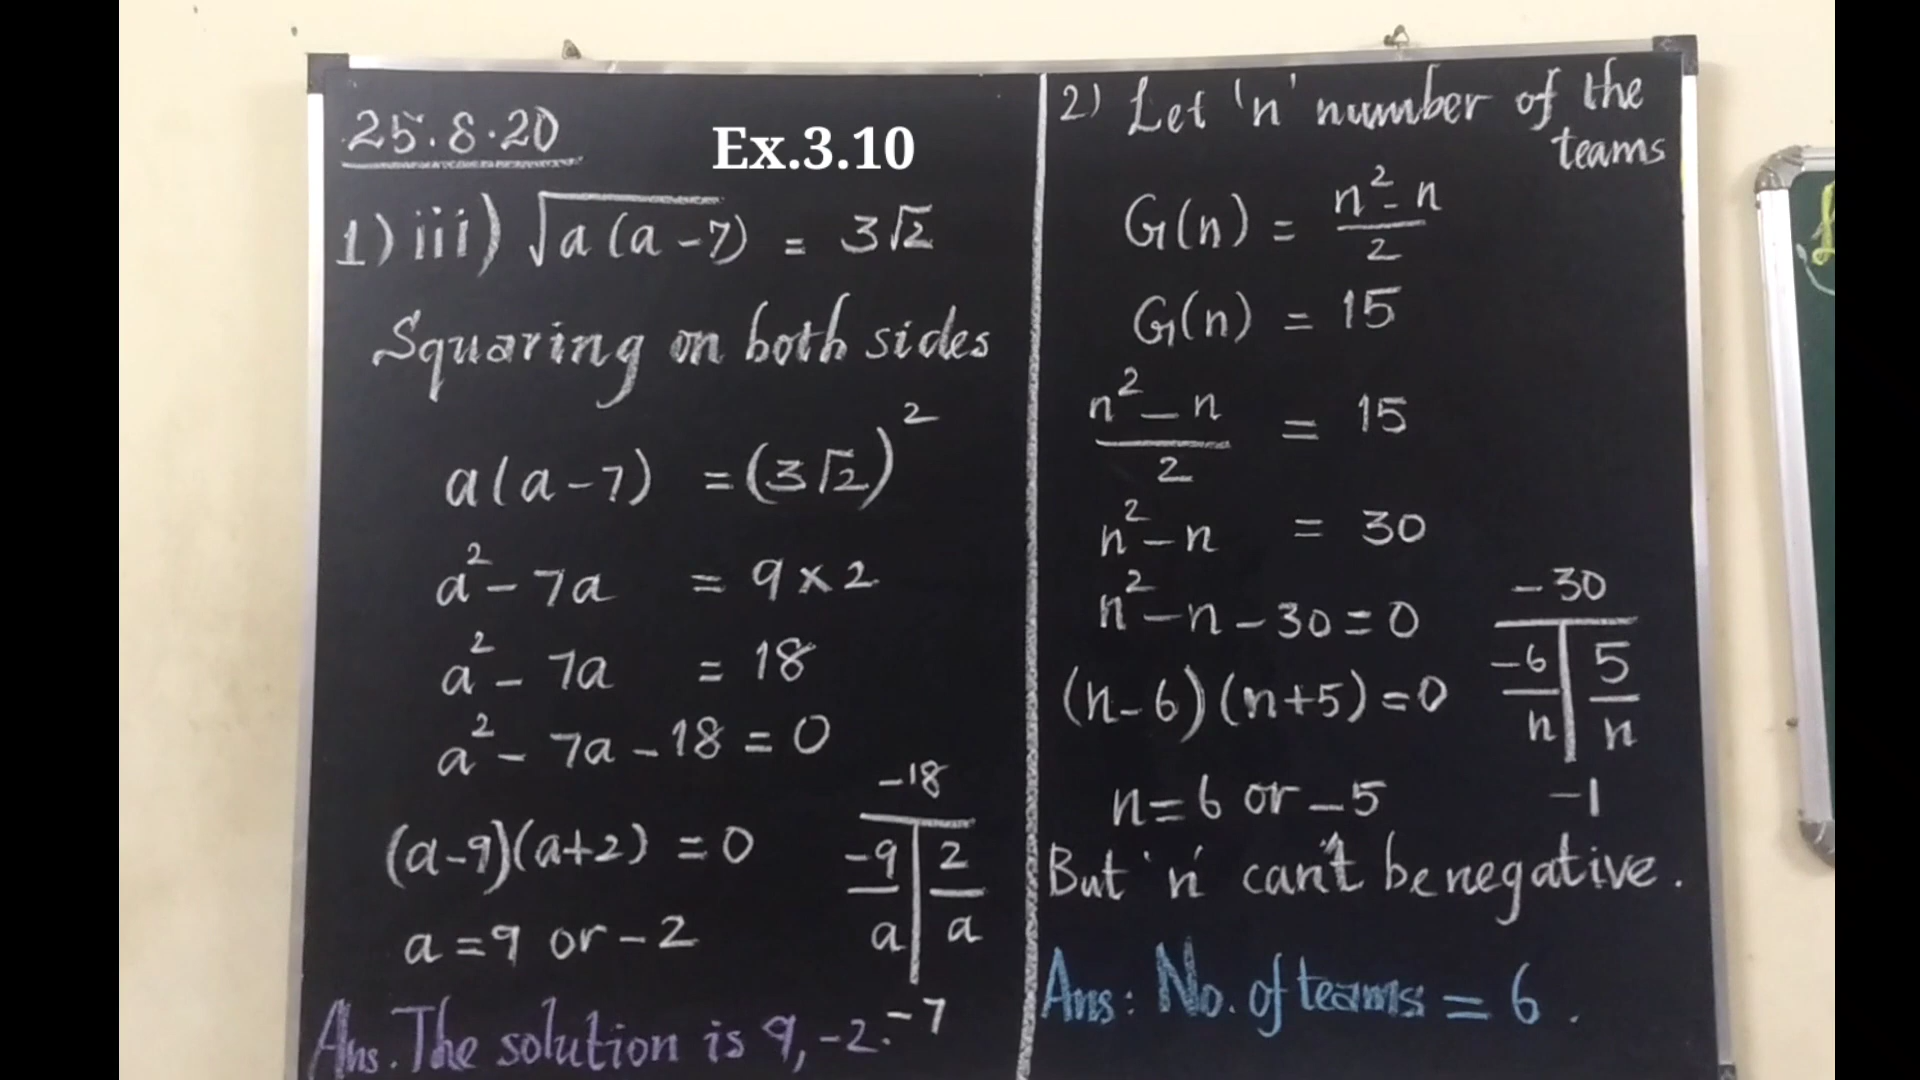 25.8.20
Ex.3.10
1) iii) √a(a-7) = 3√2
Squaring on both sides
a(a-7) = (3√2)²
a² - 7a = 9 × 2
a² - 7a = 18
a² - 7a - 18 = 0
-18
(a-9)(a+2) = 0
-9 | 2
a | a
a = 9 or -2
-7
Ans. The solution is 9, -2.
2) Let 'n' number of the
teams
G(n) = n² - n / 2
G(n) = 15
n² - n / 2 = 15
n² - n = 30
-30
n² - n - 30 = 0
-6 | 5
n | n
(n-6)(n+5) = 0
n = 6 or -5
-1
But 'n' can't be negative.
Ans: No. of teams = 6.